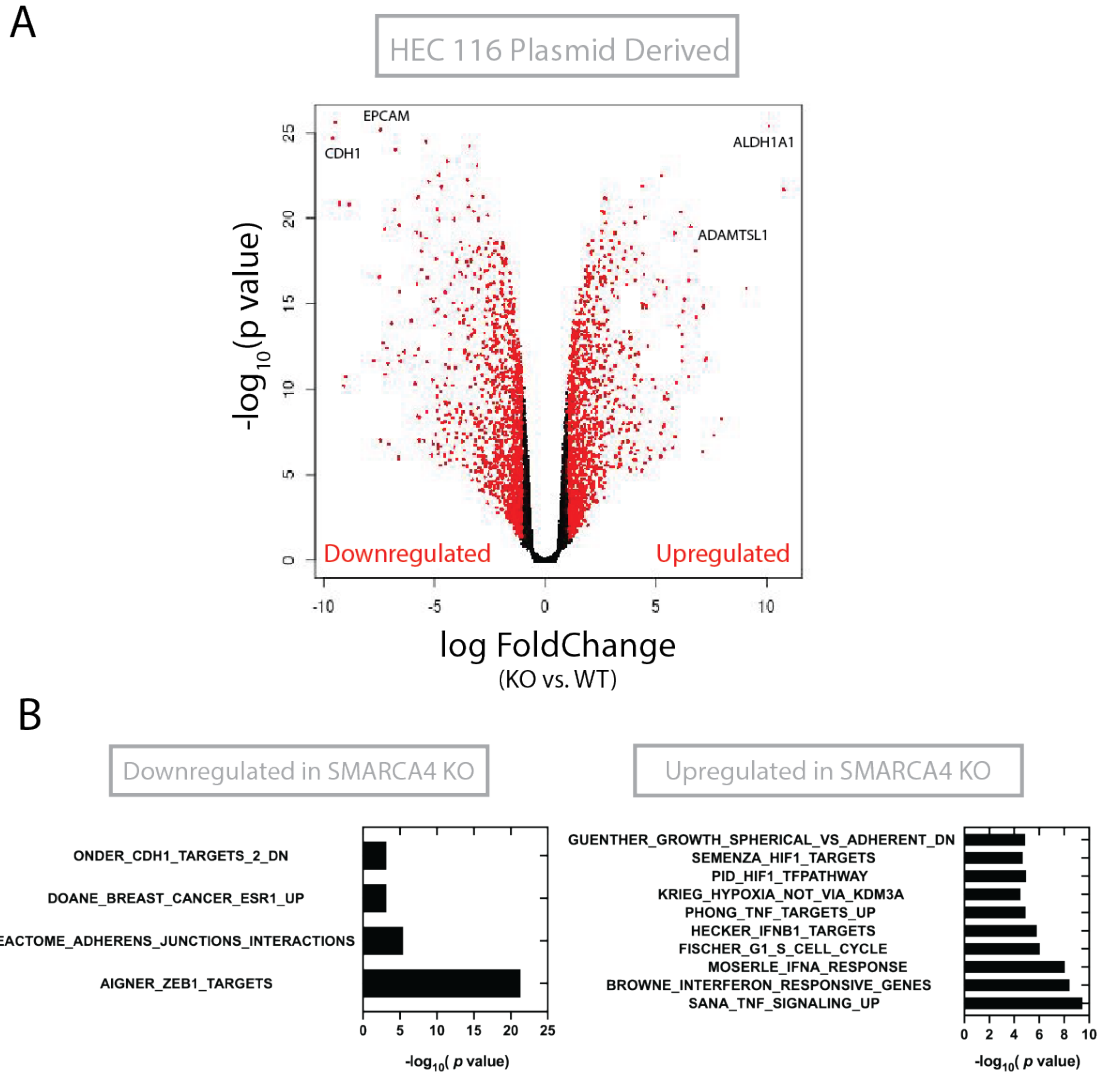 A
HEC 116 Plasmid Derived
EPCAM
CDH1
ALDH1A1
ADAMTSL1
25
20
15
10
5
0
-log10(p value)
Downregulated
Upregulated
-10 -5 0 5 10
log FoldChange
(KO vs. WT)
B
Downregulated in SMARCA4 KO
ONDER_CDH1_TARGETS_2_DN
DOANE_BREAST_CANCER_ESR1_UP
EACTOME_ADHERENS_JUNCTIONS_INTERACTIONS
AIGNER_ZEB1_TARGETS
0 5 10 15 20 25
-log10( p value)
Upregulated in SMARCA4 KO
GUENTHER_GROWTH_SPHERICAL_VS_ADHERENT_DN
SEMENZA_HIF1_TARGETS
PID_HIF1_TFPATHWAY
KRIEG_HYPOXIA_NOT_VIA_KDM3A
PHONG_TNF_TARGETS_UP
HECKER_IFNB1_TARGETS
FISCHER_G1_S_CELL_CYCLE
MOSERLE_IFNA_RESPONSE
BROWNE_INTERFERON_RESPONSIVE_GENES
SANA_TNF_SIGNALING_UP
0 2 4 6 8 10
-log10( p value)